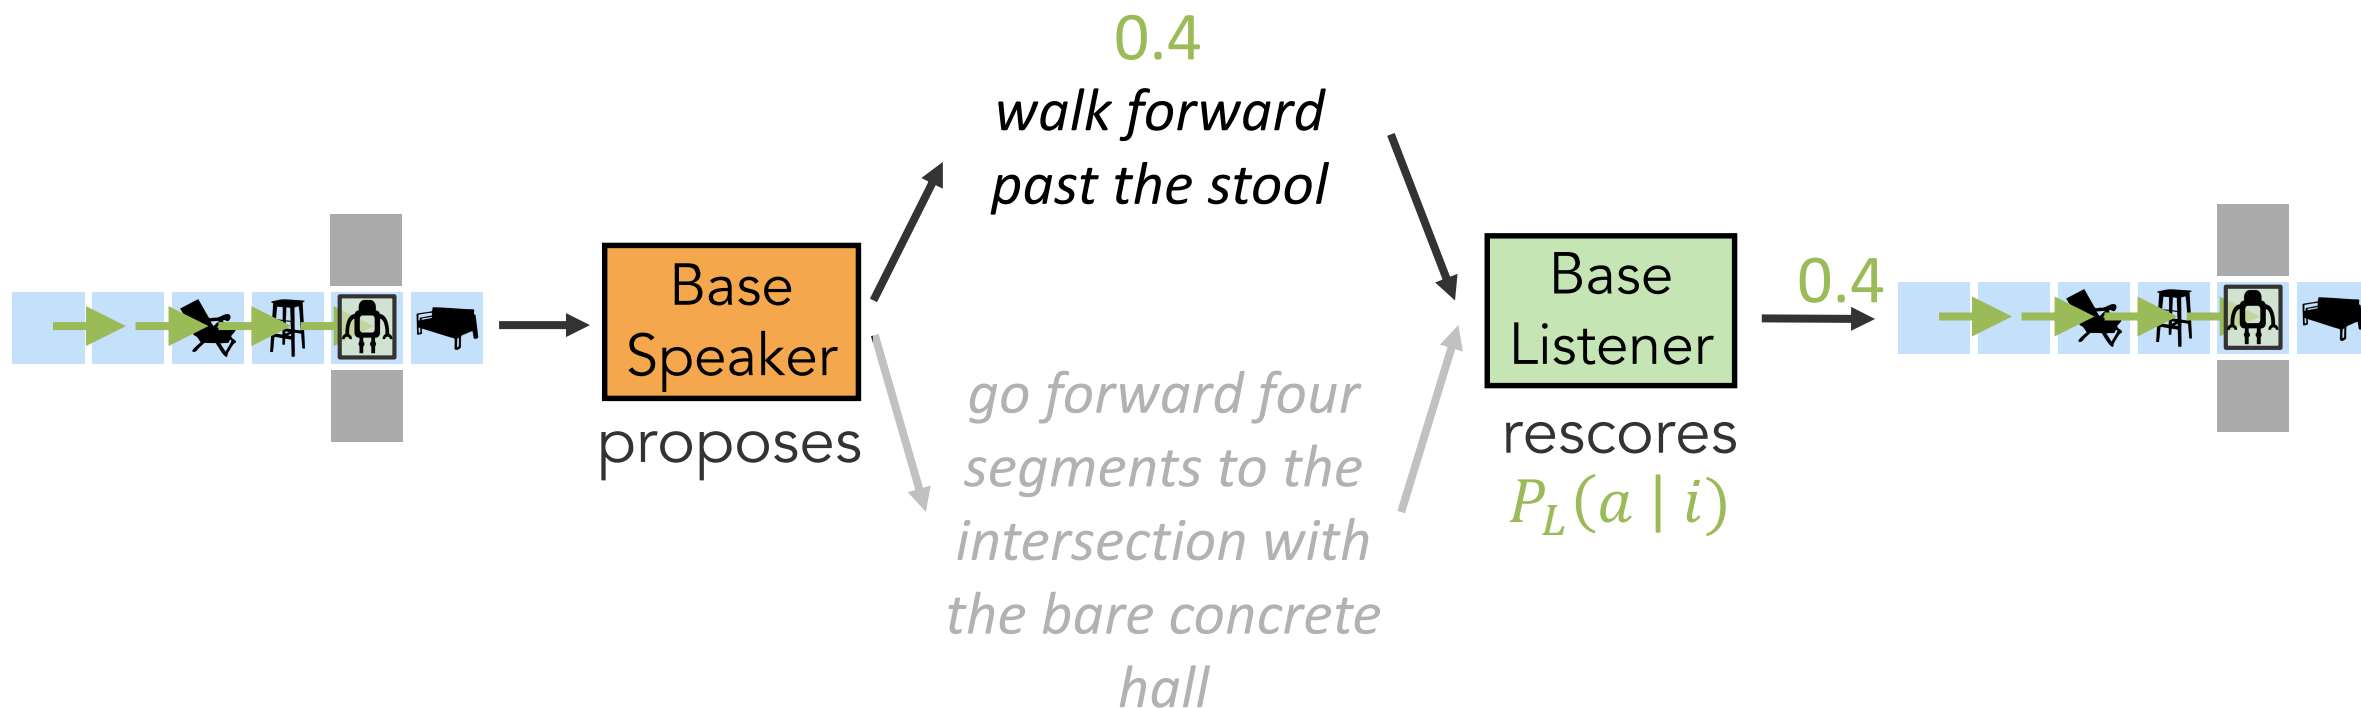 0.4
walk forward
past the stool
Base
Speaker
proposes
go forward four
segments to the
intersection with
the bare concrete
hall
Base
Listener
rescores
P_L(a | i)
0.4